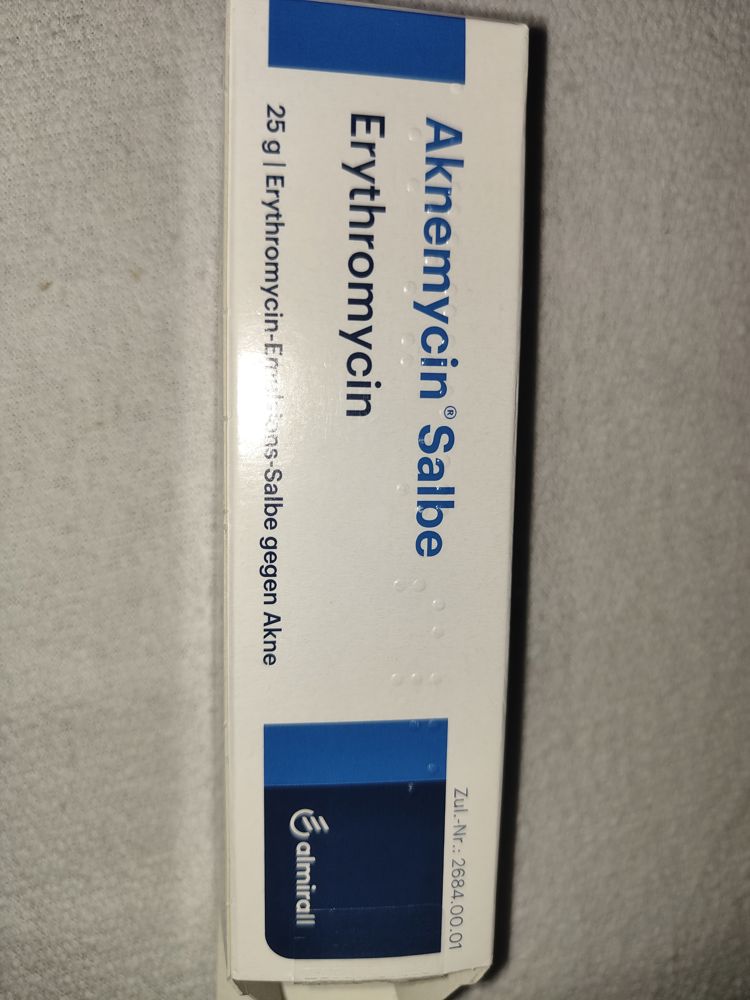 Aknemycin® Salbe
Erythromycin
25 g | Erythromycin-Emulsions-Salbe gegen Akne
Zul.-Nr.: 2684.00.01
almirall